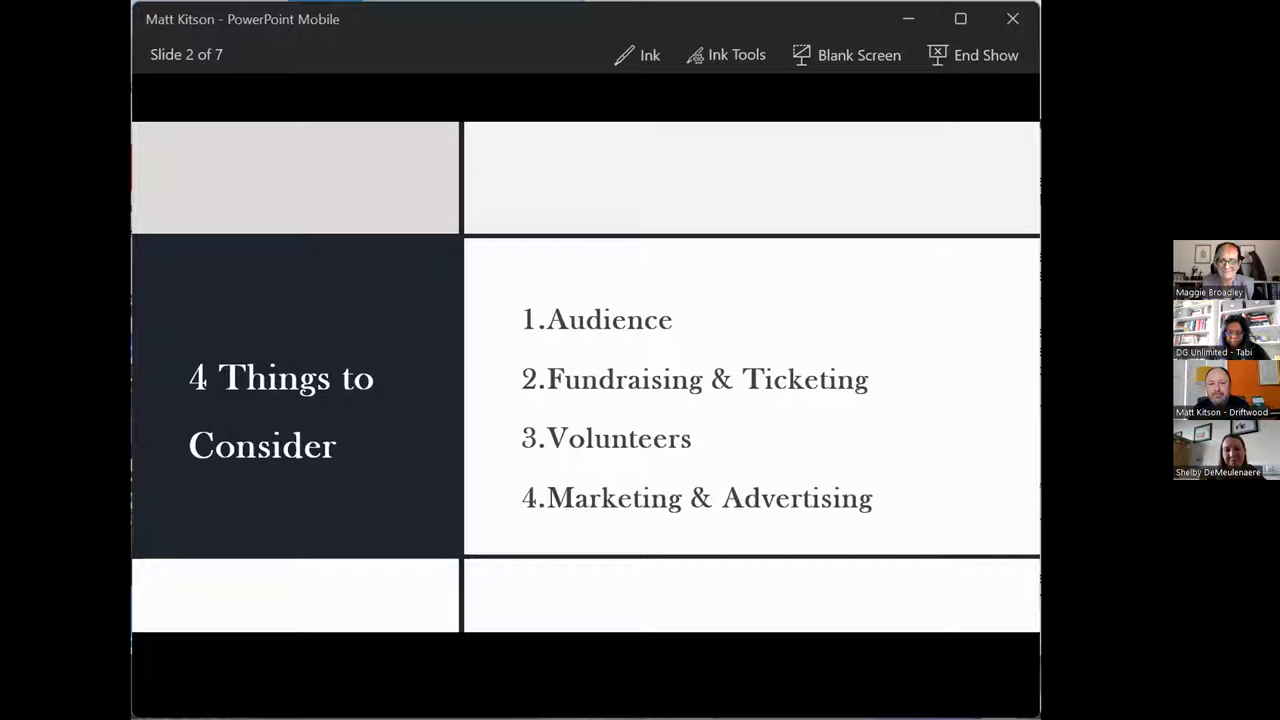 Matt Kitson - PowerPoint Mobile
Slide 2 of 7
Ink
Ink Tools
Blank Screen
End Show
4 Things to
Consider
1.Audience
2.Fundraising & Ticketing
3.Volunteers
4.Marketing & Advertising
Maggie Broadley
DG Unlimited - Tabi
Matt Kitson - Driftwood
Shelby DeMeulenaere